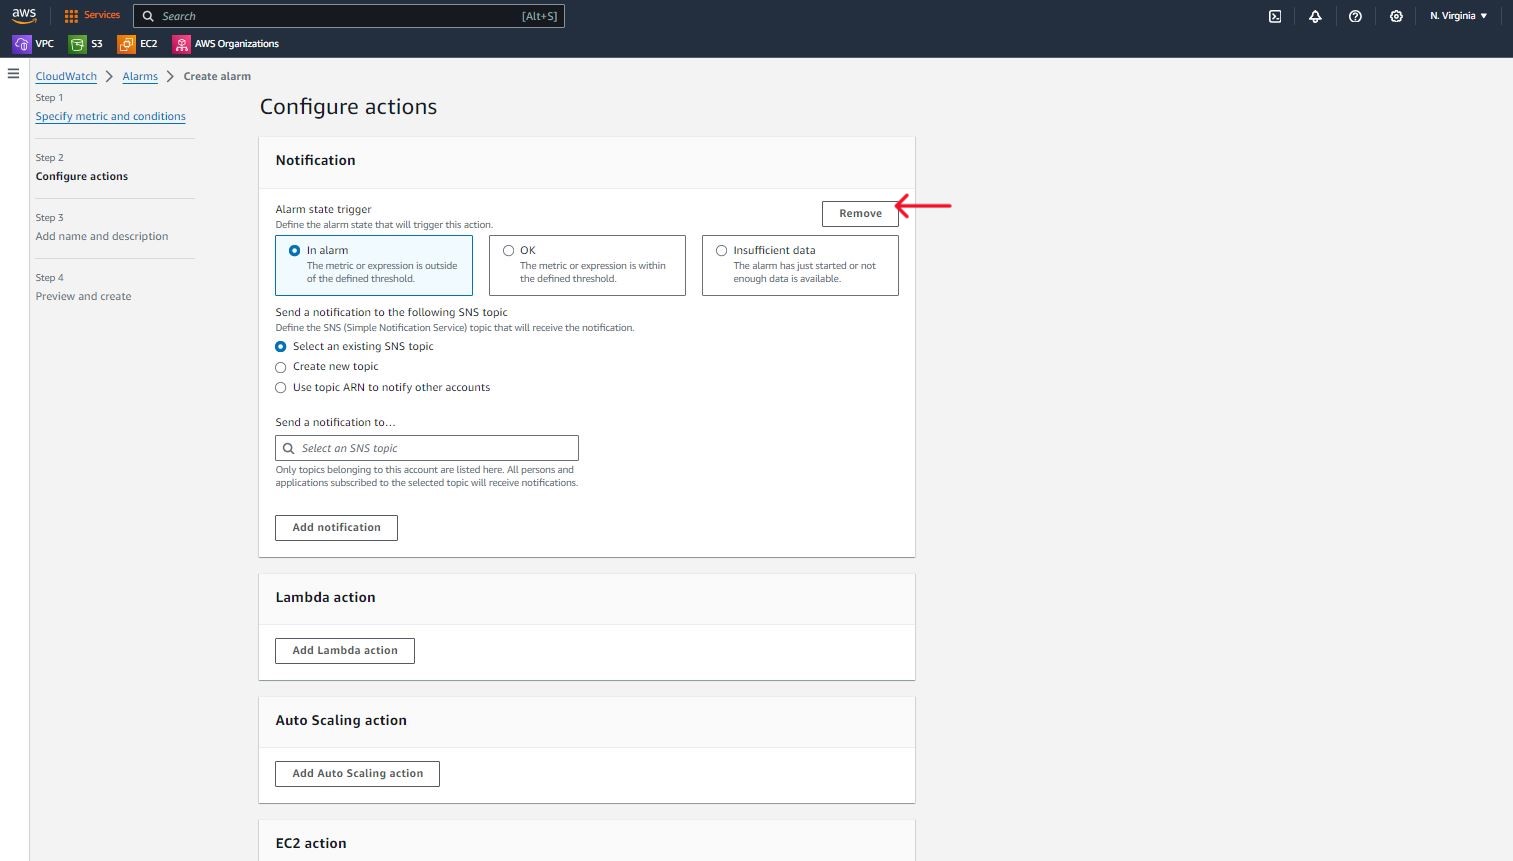 aws
Services
Search
[Alt+S]
N. Virginia
VPC
S3
EC2
AWS Organizations
CloudWatch
Alarms
Create alarm
Step 1
Specify metric and conditions
Step 2
Configure actions
Step 3
Add name and description
Step 4
Preview and create
Configure actions
Notification
Alarm state trigger
Define the alarm state that will trigger this action.
Remove
In alarm
The metric or expression is outside
of the defined threshold.
OK
The metric or expression is within
the defined threshold.
Insufficient data
The alarm has just started or not
enough data is available.
Send a notification to the following SNS topic
Define the SNS (Simple Notification Service) topic that will receive the notification.
Select an existing SNS topic
Create new topic
Use topic ARN to notify other accounts
Send a notification to…
Select an SNS topic
Only topics belonging to this account are listed here. All persons and
applications subscribed to the selected topic will receive notifications.
Add notification
Lambda action
Add Lambda action
Auto Scaling action
Add Auto Scaling action
EC2 action